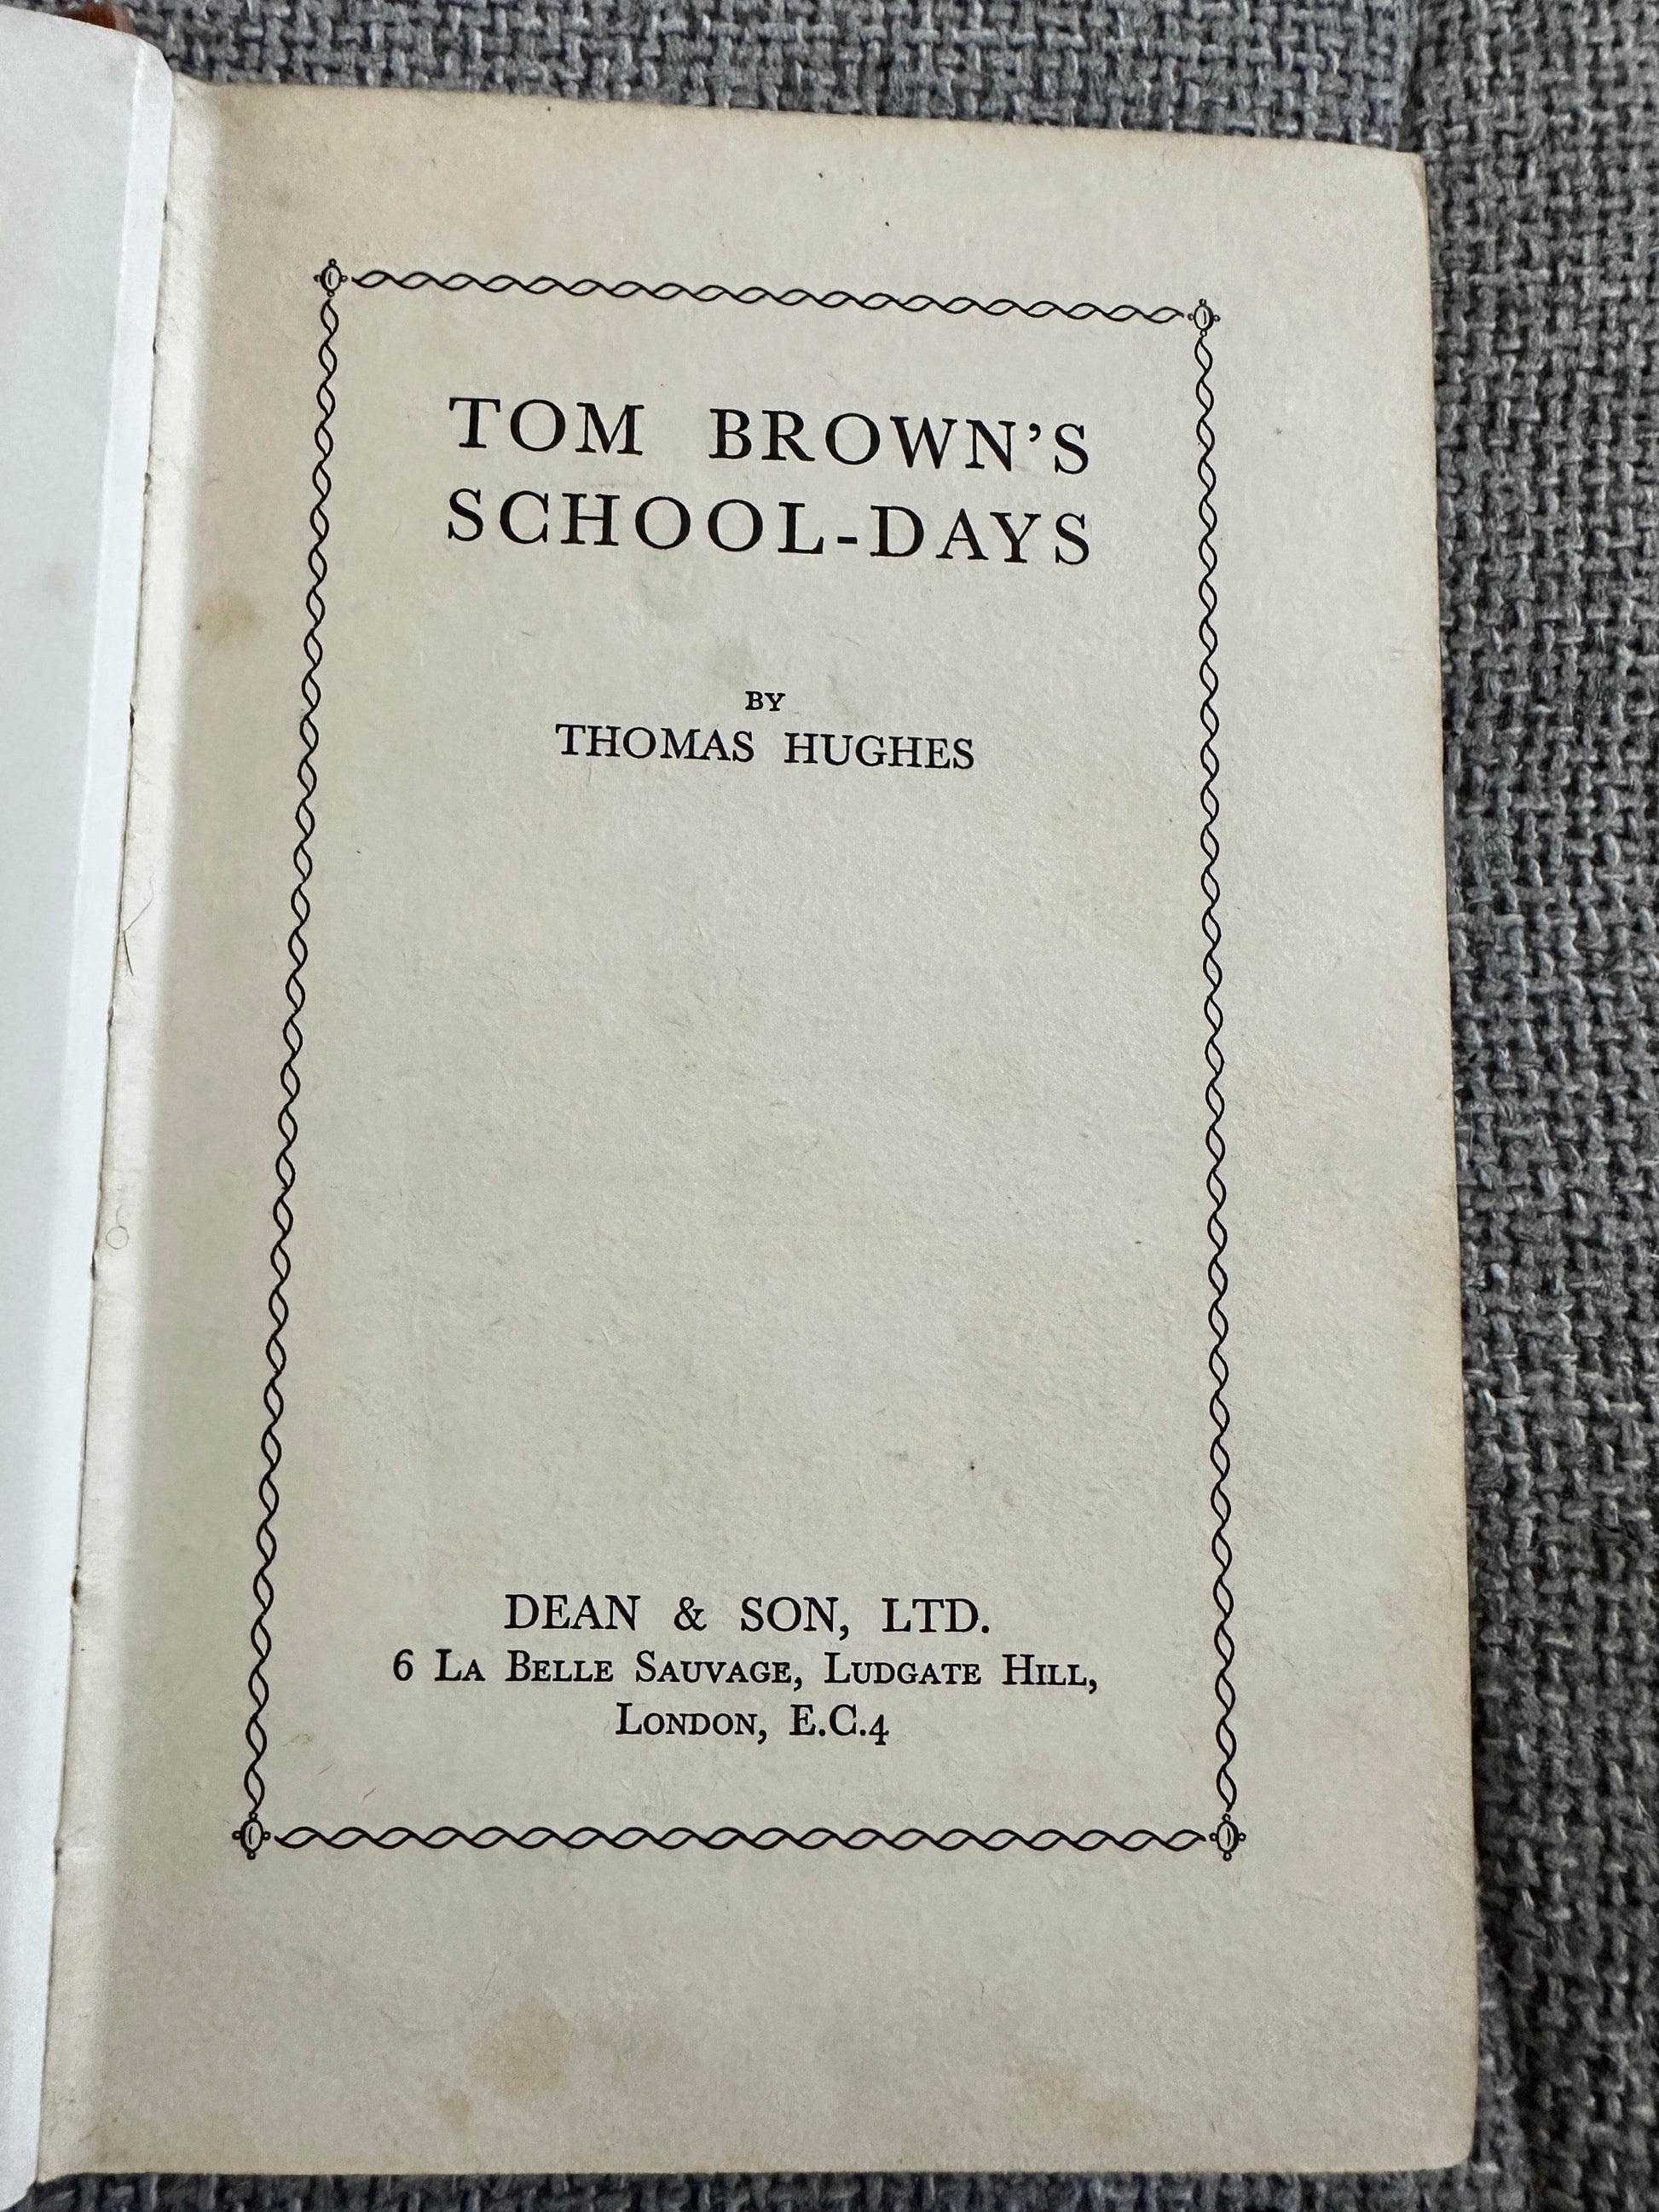 TOM BROWN'S
SCHOOL-DAYS
BY
THOMAS HUGHES
DEAN & SON, LTD.
6 LA BELLE SAUVAGE, LUDGATE HILL,
LONDON, E.C.4